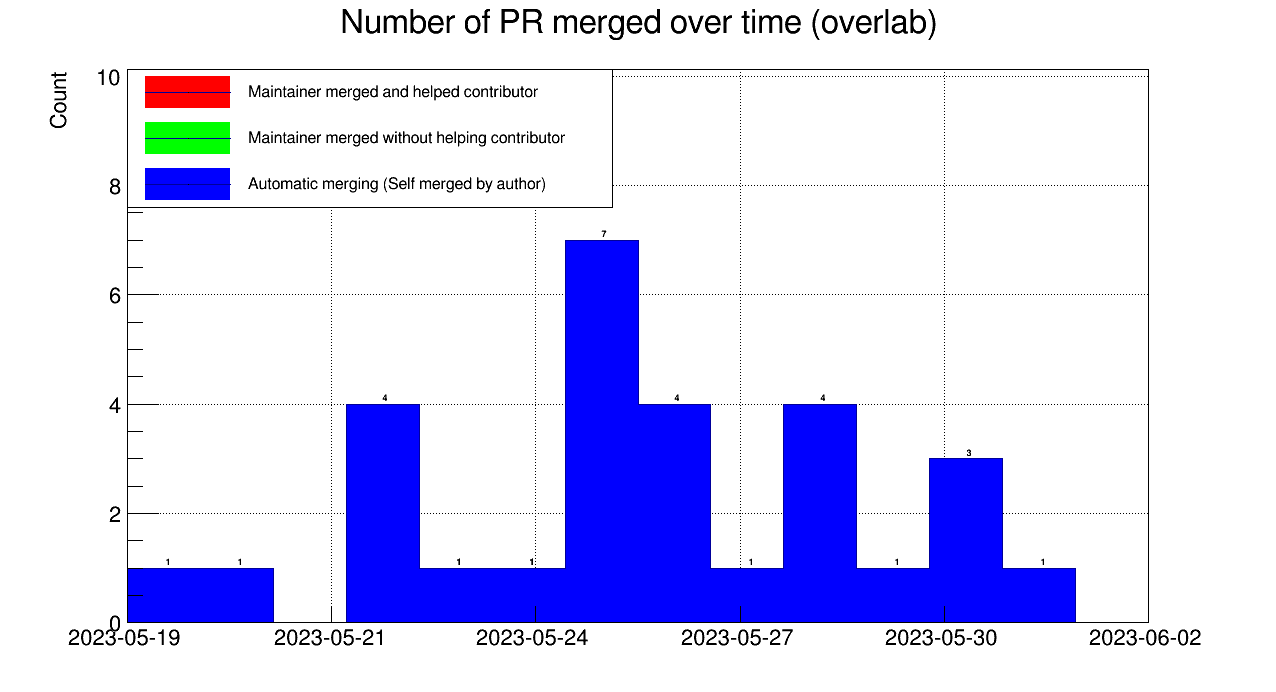 Number of PR merged over time (overlab)
Count
Maintainer merged and helped contributor
Maintainer merged without helping contributor
Automatic merging (Self merged by author)
10
8
6
4
2
0
1 1 4 1 1 7 4 1 4 1 3 1
2023-05-19 2023-05-21 2023-05-24 2023-05-27 2023-05-30 2023-06-02